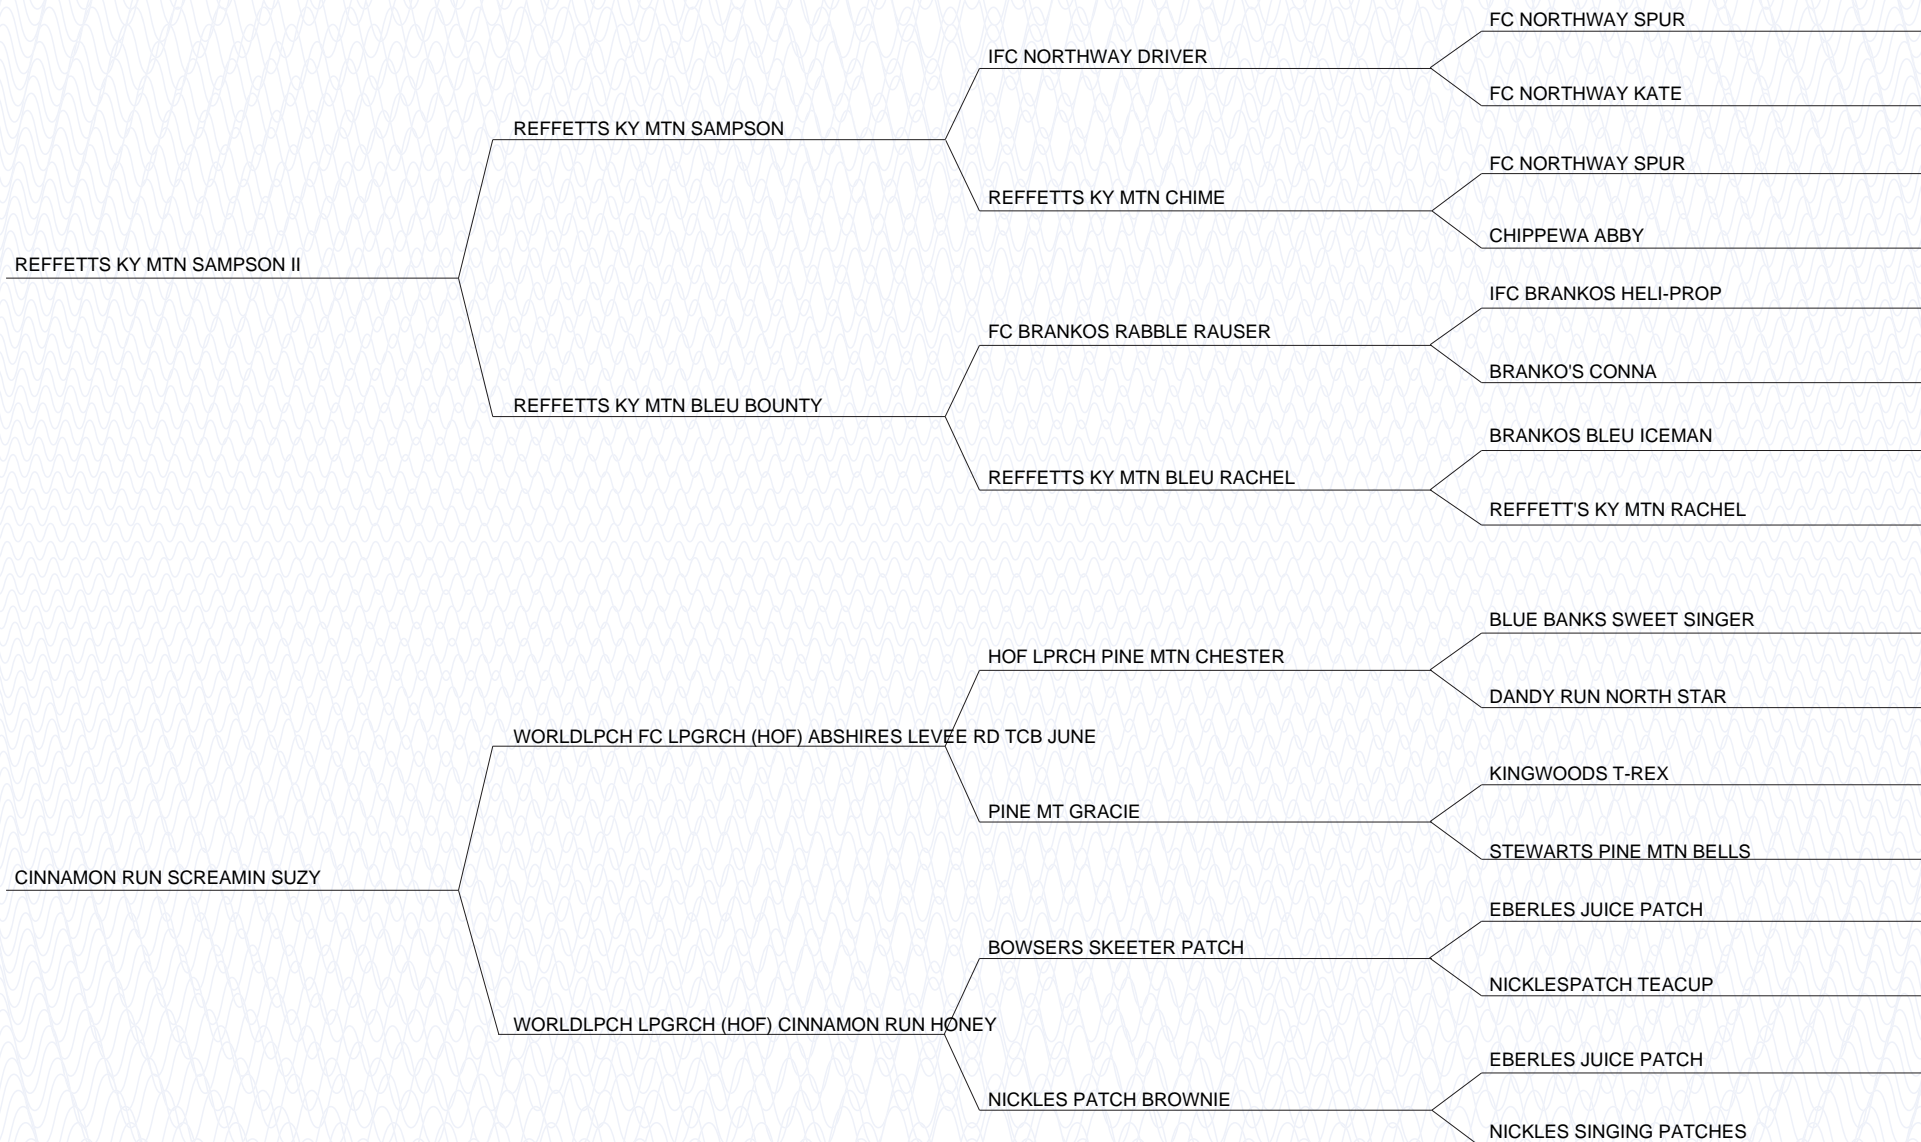 FC NORTHWAY SPUR
IFC NORTHWAY DRIVER
FC NORTHWAY KATE
REFFETTS KY MTN SAMPSON
FC NORTHWAY SPUR
REFFETTS KY MTN CHIME
CHIPPEWA ABBY
REFFETTS KY MTN SAMPSON II
IFC BRANKOS HELI-PROP
FC BRANKOS RABBLE RAUSER
BRANKO'S CONNA
REFFETTS KY MTN BLEU BOUNTY
BRANKOS BLEU ICEMAN
REFFETTS KY MTN BLEU RACHEL
REFFETT'S KY MTN RACHEL
BLUE BANKS SWEET SINGER
HOF LPRCH PINE MTN CHESTER
DANDY RUN NORTH STAR
WORLDLPCH FC LPGRCH (HOF) ABSHIRES LEVEE RD TCB JUNE
KINGWOODS T-REX
PINE MT GRACIE
STEWARTS PINE MTN BELLS
CINNAMON RUN SCREAMIN SUZY
EBERLES JUICE PATCH
BOWSERS SKEETER PATCH
NICKLESPATCH TEACUP
WORLDLPCH LPGRCH (HOF) CINNAMON RUN HONEY
EBERLES JUICE PATCH
NICKLES PATCH BROWNIE
NICKLES SINGING PATCHES